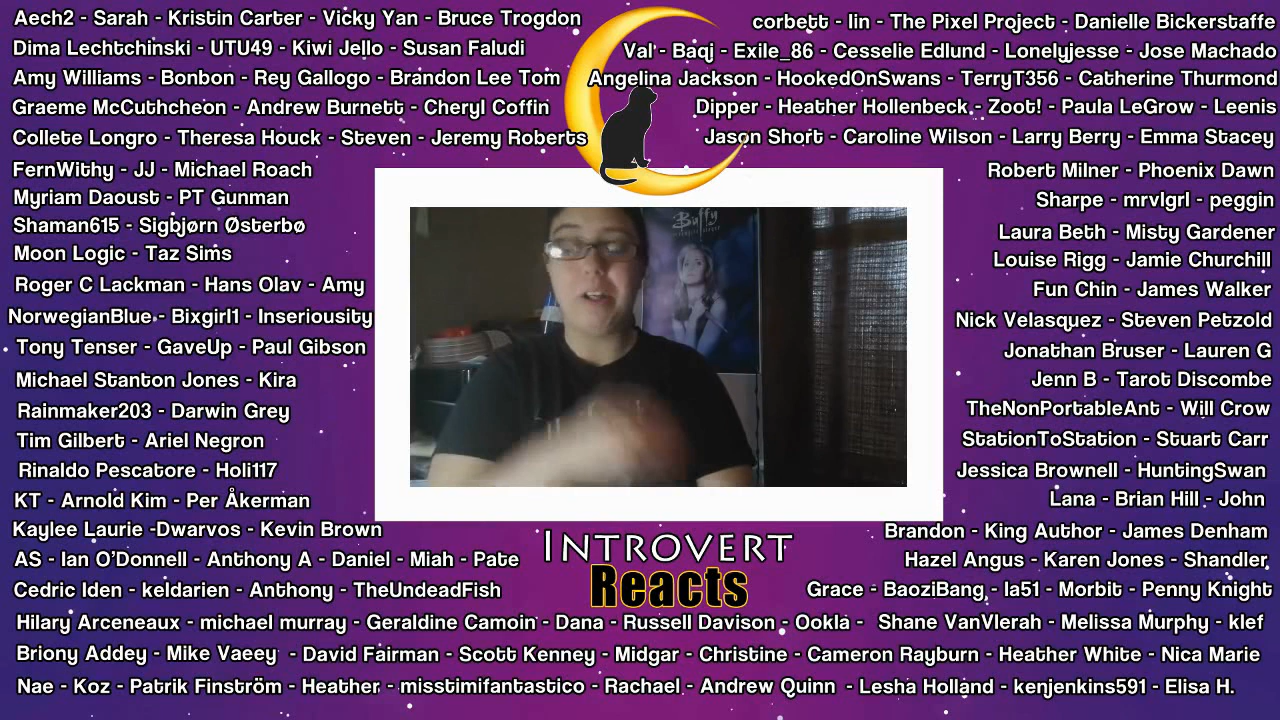 Aech2 - Sarah - Kristin Carter - Vicky Yan - Bruce Trogdon
Dima Lechtchinski - UTU49 - Kiwi Jello - Susan Faludi
Amy Williams - Bonbon - Rey Gallogo - Brandon Lee Tom
Graeme McCuthcheon - Andrew Burnett - Cheryl Coffin
Collete Longro - Theresa Houck - Steven - Jeremy Roberts
FernWithy - JJ - Michael Roach
Myriam Daoust - PT Gunman
Shaman615 - Sigbjørn Østerbø
Moon Logic - Taz Sims
Roger C Lackman - Hans Olav - Amy
NorwegianBlue - Bixgirl1 - Inseriousity
Tony Tenser - GaveUp - Paul Gibson
Michael Stanton Jones - Kira
Rainmaker203 - Darwin Grey
Tim Gilbert - Ariel Negron
Rinaldo Pescatore - Holi117
KT - Arnold Kim - Per Åkerman
Kaylee Laurie -Dwarvos - Kevin Brown
AS - Ian O'Donnell - Anthony A - Daniel - Miah - Pate
Cedric Iden - keldarien - Anthony - TheUndeadFish
corbett - lin - The Pixel Project - Danielle Bickerstaffe
Val - Baqj - Exile_86 - Cesselie Edlund - Lonelyjesse - Jose Machado
Angelina Jackson - HookedOnSwans - TerryT356 - Catherine Thurmond
Dipper - Heather Hollenbeck - Zoot! - Paula LeGrow - Leenis
Jason Short - Caroline Wilson - Larry Berry - Emma Stacey
Robert Milner - Phoenix Dawn
Sharpe - mrvlgrl - peggin
Laura Beth - Misty Gardener
Louise Rigg - Jamie Churchill
Fun Chin - James Walker
Nick Velasquez - Steven Petzold
Jonathan Bruser - Lauren G
Jenn B - Tarot Discombe
TheNonPortableAnt - Will Crow
StationToStation - Stuart Carr
Jessica Brownell - HuntingSwan
Lana - Brian Hill - John
Brandon - King Author - James Denham
Hazel Angus - Karen Jones - Shandler
Grace - BaoziBang - la51 - Morbit - Penny Knight
Buffy
INTROVERT
Reacts
Hilary Arceneaux - michael murray - Geraldine Camoin - Dana - Russell Davison - Ookla - Shane VanVlerah - Melissa Murphy - klef
Briony Addey - Mike Vaeey - David Fairman - Scott Kenney - Midgar - Christine - Cameron Rayburn - Heather White - Nica Marie
Nae - Koz - Patrik Finström - Heather - misstimifantastico - Rachael - Andrew Quinn - Lesha Holland - kenjenkins591 - Elisa H.